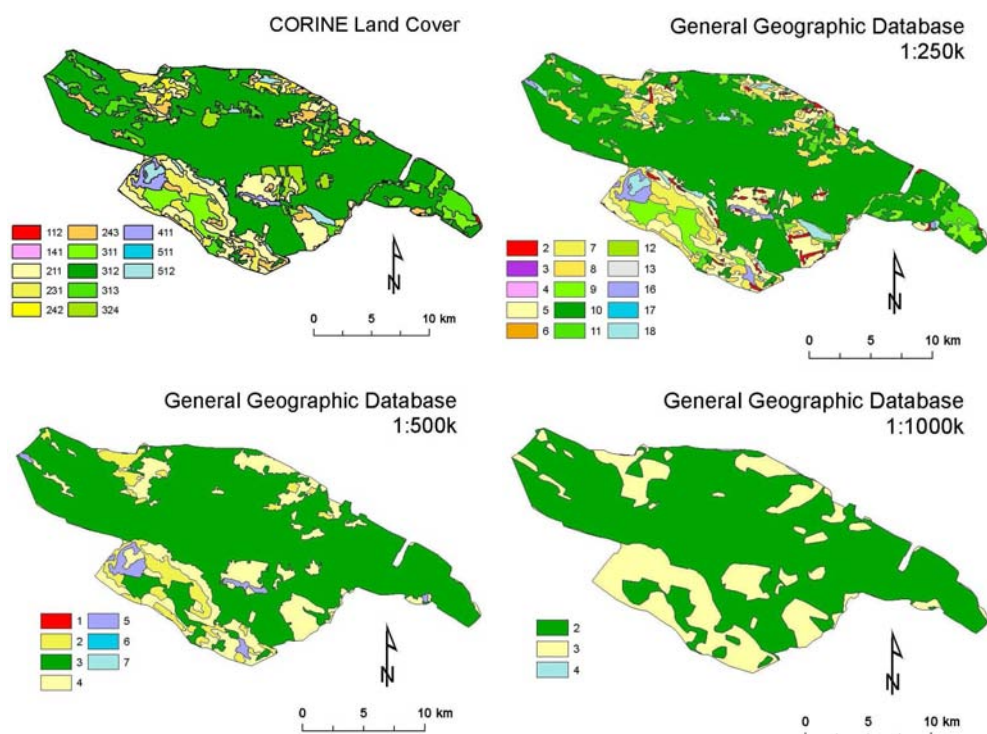 CORINE Land Cover
112 243 411
141 311 511
211 312 512
231 313
242 324
N
0 5 10 km
General Geographic Database
1:250k
2 7 12
3 8 13
4 9 16
5 10 17
6 11 18
N
0 5 10 km
General Geographic Database
1:500k
1 5
2 6
3 7
4
N
0 5 10 km
General Geographic Database
1:1000k
2
3
4
N
0 5 10 km